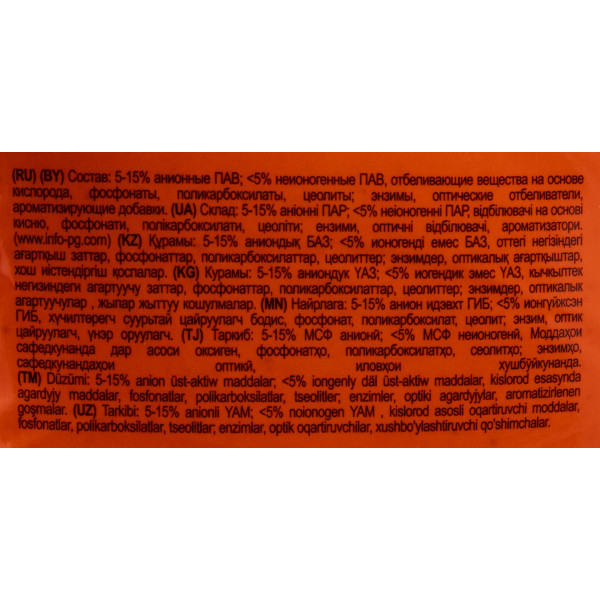 (RU) (BY) Состав: 5-15% анионные ПАВ; <5% неионогенные ПАВ, отбеливающие вещества на основе
кислорода, фосфонаты, поликарбоксилаты, цеолиты; энзимы, оптические отбеливатели,
ароматизирующие добавки. (UA) Склад: 5-15% аніонні ПАР; <5% неіоногенні ПАР, відбілювачі на основі
кисню, фосфонати, полікарбоксилати, цеоліти; ензими, оптичні відбілювачі, ароматизатори.
(www.info-pg.com) (KZ) Құрамы: 5-15% аниондық БАЗ; <5% ионогенді емес БАЗ, оттегі негізіндегі
ағартқыш заттар, фосфонаттар, поликарбоксилаттар, цеолиттер; энзимдер, оптикалық ағартқыштар,
хош иістендіргіш қоспалар. (KG) Курамы: 5-15% аниондук ҮАЗ; <5% иогендик эмес ҮАЗ, кычкылтек
негизиндеги агартуучу заттар, фосфонаттар, поликарбоксилаттар, цеолиттер; энзимдер, оптикалык
агартуучулар , жыпар жыттуу кошулмалар. (MN) Найрлага: 5-15% анион идэвхт ГИБ; <5% ионгүйжсэн
ГИБ, хүчилтөрөгч суурьтай цайруулагч бодис, фосфонат, поликарбоксилат, цеолит; энзим, оптик
цайруулагч, үнэр оруулагч. (TJ) Таркиб: 5-15% МСФ анионй; <5% МСФ неионогенй, Моддаҳои
сафедкунанда дар асоси оксиген, фосфонатҳо, поликарбоксилатҳо, сеолитҳо; энзимҳо,
сафедкунандаҳои оптикӣ, иловаҳои хушбӯйкунанда.
(TM) Düzümi: 5-15% anion üst-aktiw maddalar; <5% iongenly däl üst-aktiw maddalar, kislorod esasynda
agardyjy maddalar, fosfonatlar, polikarboksilatlar, tseolitler; enzimler, optiki agardyjylar, aromatizirlenen
goşmalar. (UZ) Tarkibi: 5-15% anionli YAM; <5% noionogen YAM , kislorod asosli oqartiruvchi moddalar,
fosfonatlar, polikarboksilatlar, tseolitlar; enzimlar, optik oqartiruvchilar, xushbo'ylashtiruvchi qo'shimchalar.